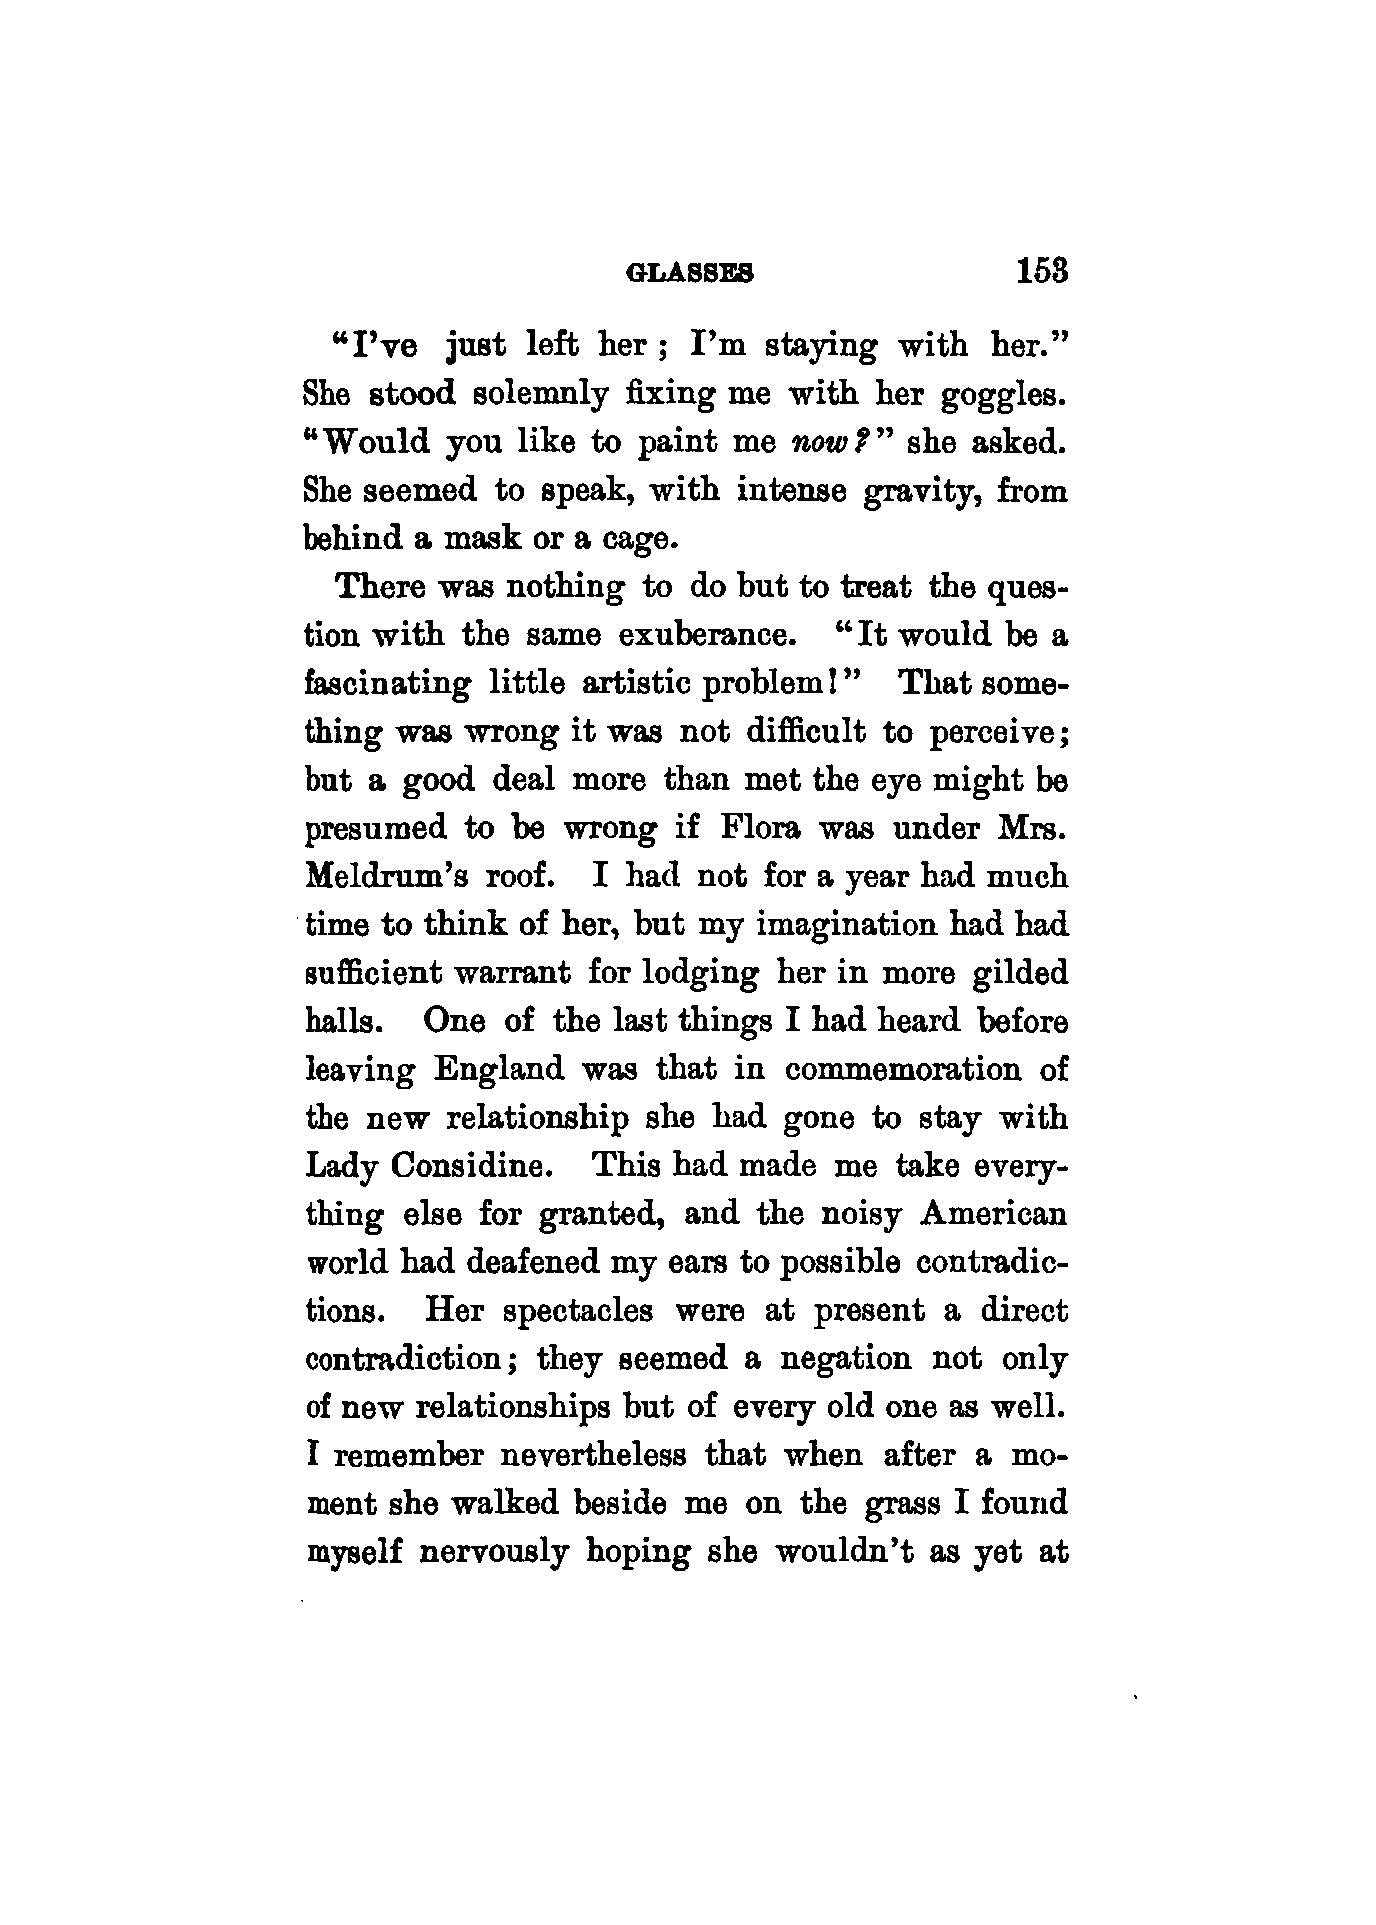 GLASSES 153
“I’ve just left her ; I’m staying with her.”
She stood solemnly fixing me with her goggles.
“Would you like to paint me now?” she asked.
She seemed to speak, with intense gravity, from
behind a mask or a cage.
There was nothing to do but to treat the ques-
tion with the same exuberance. “It would be a
fascinating little artistic problem!” That some-
thing was wrong it was not difficult to perceive;
but a good deal more than met the eye might be
presumed to be wrong if Flora was under Mrs.
Meldrum’s roof. I had not for a year had much
time to think of her, but my imagination had had
sufficient warrant for lodging her in more gilded
halls. One of the last things I had heard before
leaving England was that in commemoration of
the new relationship she had gone to stay with
Lady Considine. This had made me take every-
thing else for granted, and the noisy American
world had deafened my ears to possible contradic-
tions. Her spectacles were at present a direct
contradiction; they seemed a negation not only
of new relationships but of every old one as well.
I remember nevertheless that when after a mo-
ment she walked beside me on the grass I found
myself nervously hoping she wouldn’t as yet at